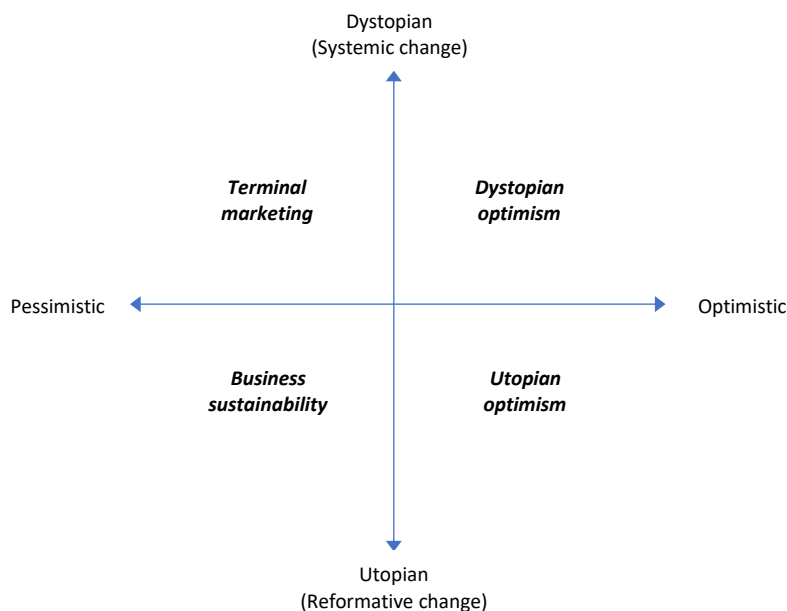 Dystopian
(Systemic change)
Terminal
marketing
Dystopian
optimism
Pessimistic
Optimistic
Business
sustainability
Utopian
optimism
Utopian
(Reformative change)